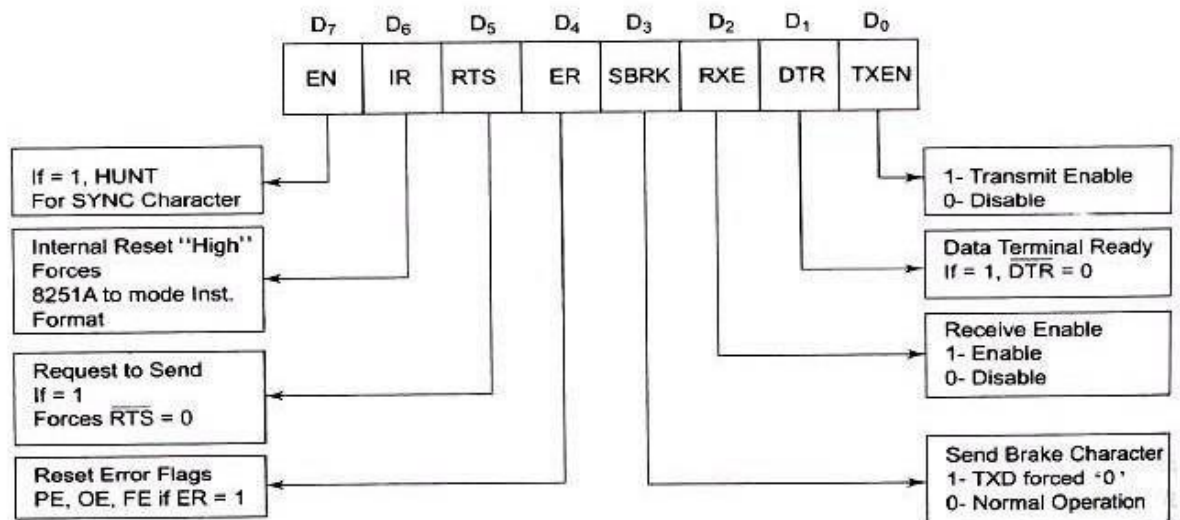 D7 D6 D5 D4 D3 D2 D1 D0
EN IR RTS ER SBRK RXE DTR TXEN
If = 1, HUNT
For SYNC Character
Internal Reset "High"
Forces
8251A to mode Inst.
Format
Request to Send
If = 1
Forces R̅T̅S̅ = 0
Reset Error Flags
PE, OE, FE if ER = 1
1- Transmit Enable
0- Disable
Data Terminal Ready
If = 1, D̅T̅R̅ = 0
Receive Enable
1- Enable
0- Disable
Send Brake Character
1- TXD forced '0'
0- Normal Operation